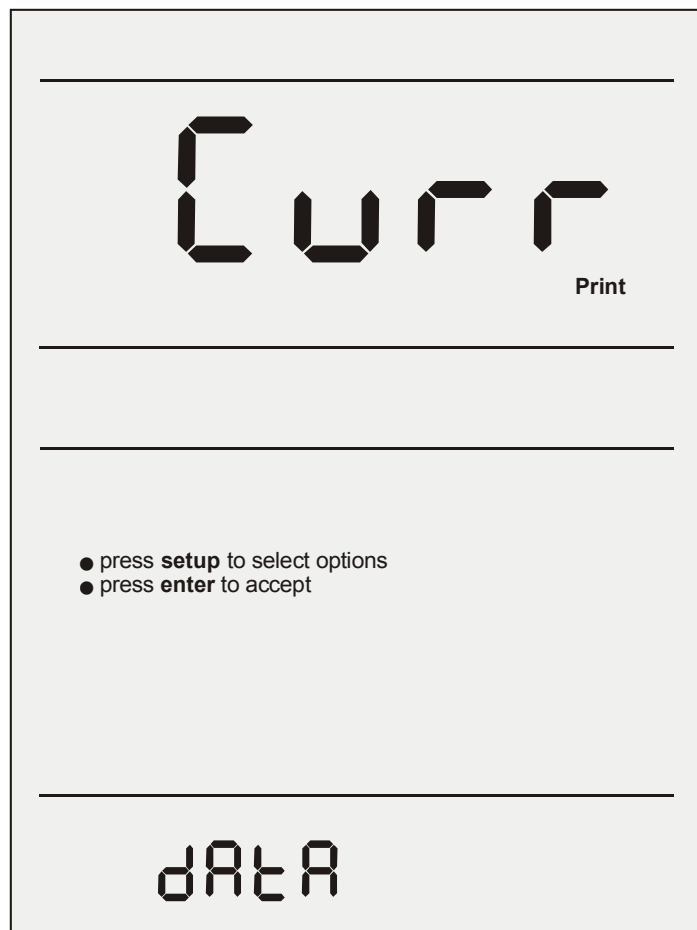 Curr
Print
● press setup to select options
● press enter to accept
dAtA